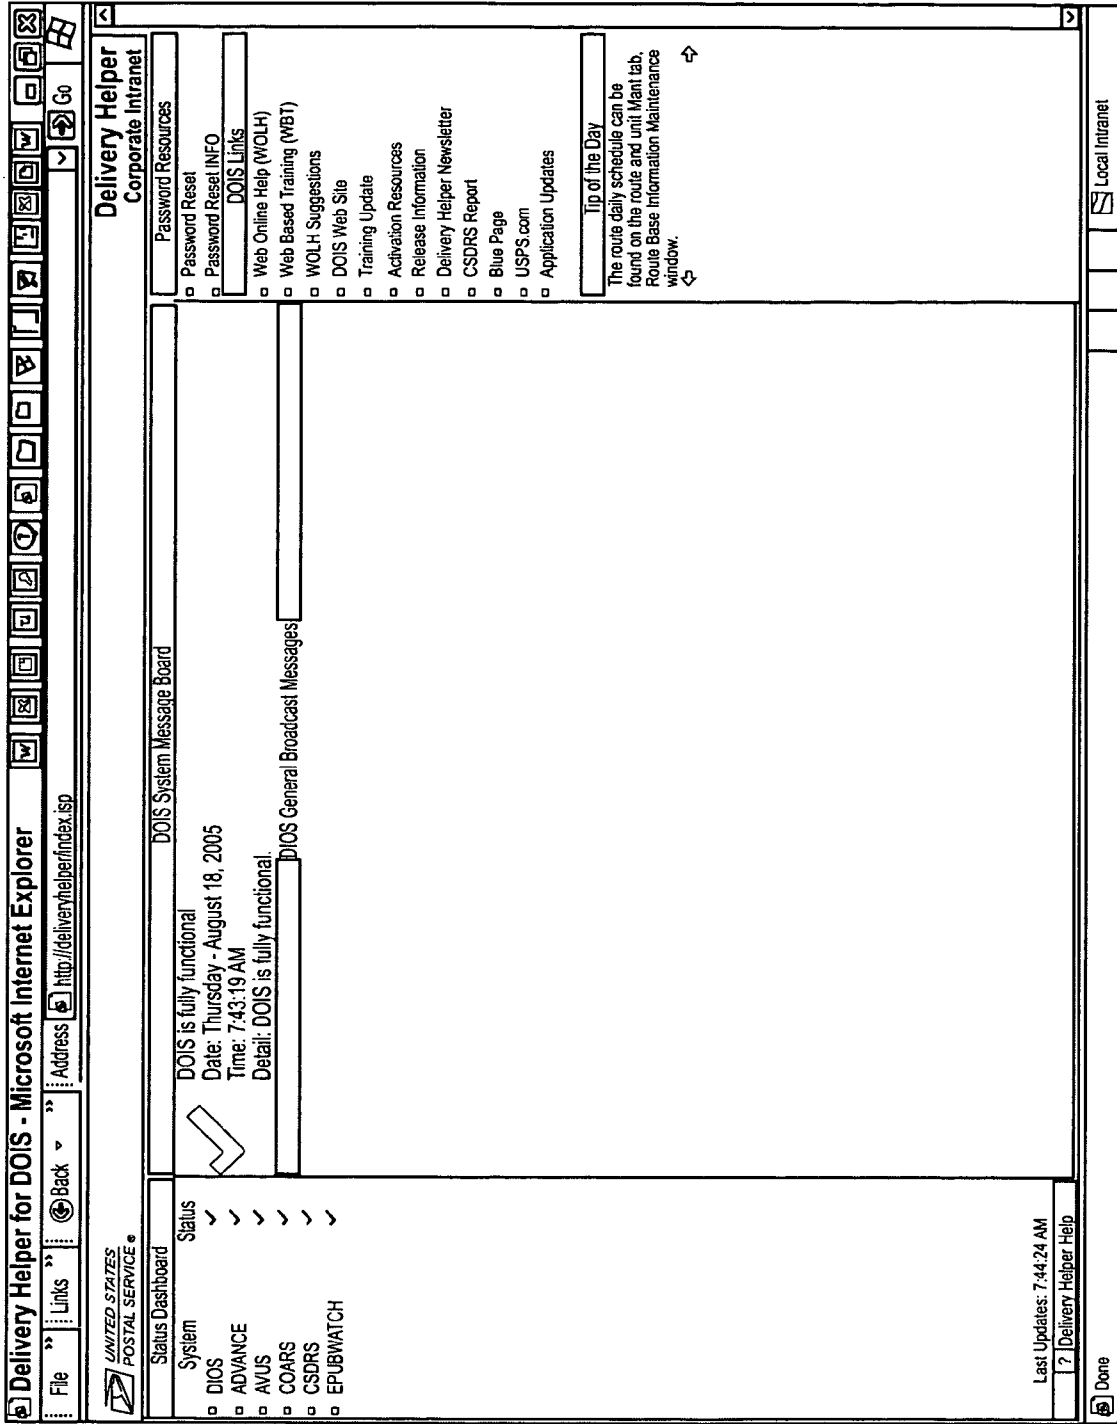 Delivery Helper for DOIS - Microsoft Internet Explorer
File » Links » Back » Address http://deliveryhelper/index.isp Go
UNITED STATES
POSTAL SERVICE ®
Delivery Helper
Corporate Intranet
Status Dashboard
System Status
DIOS
ADVANCE
AVUS
COARS
CSDRS
EPUBWATCH
Last Updates: 7:44:24 AM
? Delivery Helper Help
DOIS System Message Board
DOIS is fully functional
Date: Thursday - August 18, 2005
Time: 7:43:19 AM
Detail: DOIS is fully functional.
DIOS General Broadcast Messages
Password Resources
Password Reset
Password Reset INFO
DOIS Links
Web Online Help (WOLH)
Web Based Training (WBT)
WOLH Suggestions
DOIS Web Site
Training Update
Activation Resources
Release Information
Delivery Helper Newsletter
CSDRS Report
Blue Page
USPS.com
Application Updates
Tip of the Day
The route daily schedule can be
found on the route and unit Mant tab,
Route Base Information Maintenance
window.
Done
Local Intranet